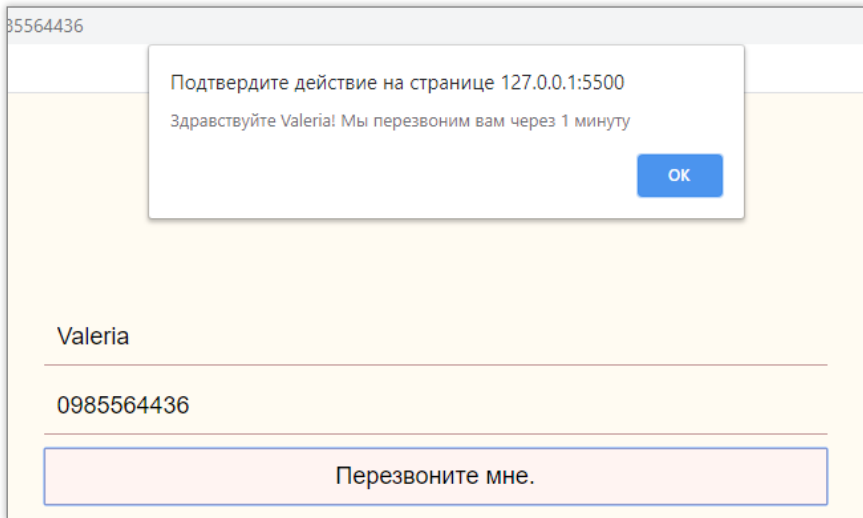 35564436
Подтвердите действие на странице 127.0.0.1:5500
Здравствуйте Valeria! Мы перезвоним вам через 1 минуту
ОК
Valeria
0985564436
Перезвоните мне.